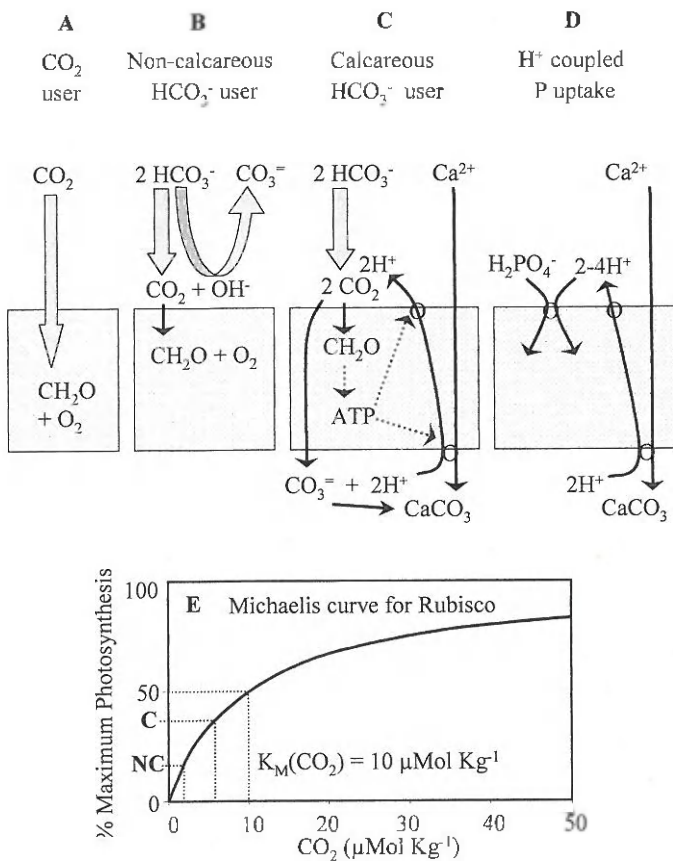 A
CO₂
user
B
Non-calcareous
HCO₃⁻ user
C
Calcareous
HCO₃⁻ user
D
H⁺ coupled
P uptake
CO₂
CH₂O
+ O₂
2 HCO₃⁻ CO₃⁼
CO₂ + OH-
CH₂O + O₂
2 HCO₃⁻ Ca²⁺
2H⁺
2 CO₂
CH₂O
ATP
CO₃⁼ + 2H⁺
CaCO₃
Ca²⁺
H₂PO₄⁻ 2-4H⁺
2H⁺
CaCO₃
E Michaelis curve for Rubisco
% Maximum Photosynthesis
100
50
C
NC
0
K_M(CO₂) = 10 µMol Kg⁻¹
0 10 20 30 40 50
CO₂ (µMol Kg⁻¹)